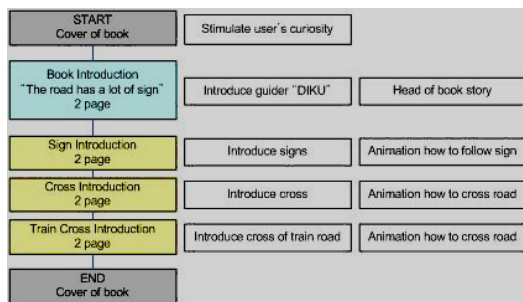 START
Cover of book
Stimulate user's curiosity
Book Introduction
"The road has a lot of sign"
2 page
Introduce guider "DIKU"
Head of book story
Sign Introduction
2 page
Introduce signs
Animation how to follow sign
Cross Introduction
2 page
Introduce cross
Animation how to cross road
Train Cross Introduction
2 page
Introduce cross of train road
Animation how to cross road
END
Cover of book